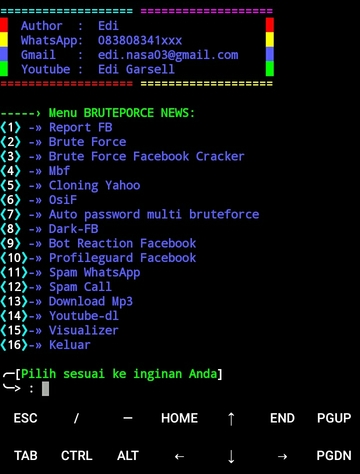 Author : Edi
WhatsApp: 083808341xxx
Gmail : edi.nasa03@gmail.com
Youtube : Edi Garsell
-----› Menu BRUTEPORCE NEWS:
❮1❯ -» Report FB
❮2❯ -» Brute Force
❮3❯ -» Brute Force Facebook Cracker
❮4❯ -» Mbf
❮5❯ -» Cloning Yahoo
❮6❯ -» OsiF
❮7❯ -» Auto password multi bruteforce
❮8❯ -» Dark-FB
❮9❯ -» Bot Reaction Facebook
❮10❯-» Profileguard Facebook
❮11❯-» Spam WhatsApp
❮12❯-» Spam Call
❮13❯-» Download Mp3
❮14❯-» Youtube-dl
❮15❯-» Visualizer
❮16❯-» Keluar
╭─[Pilih sesuai ke inginan Anda]
╰─> :
ESC / — HOME ↑ END PGUP
TAB CTRL ALT ← ↓ → PGDN